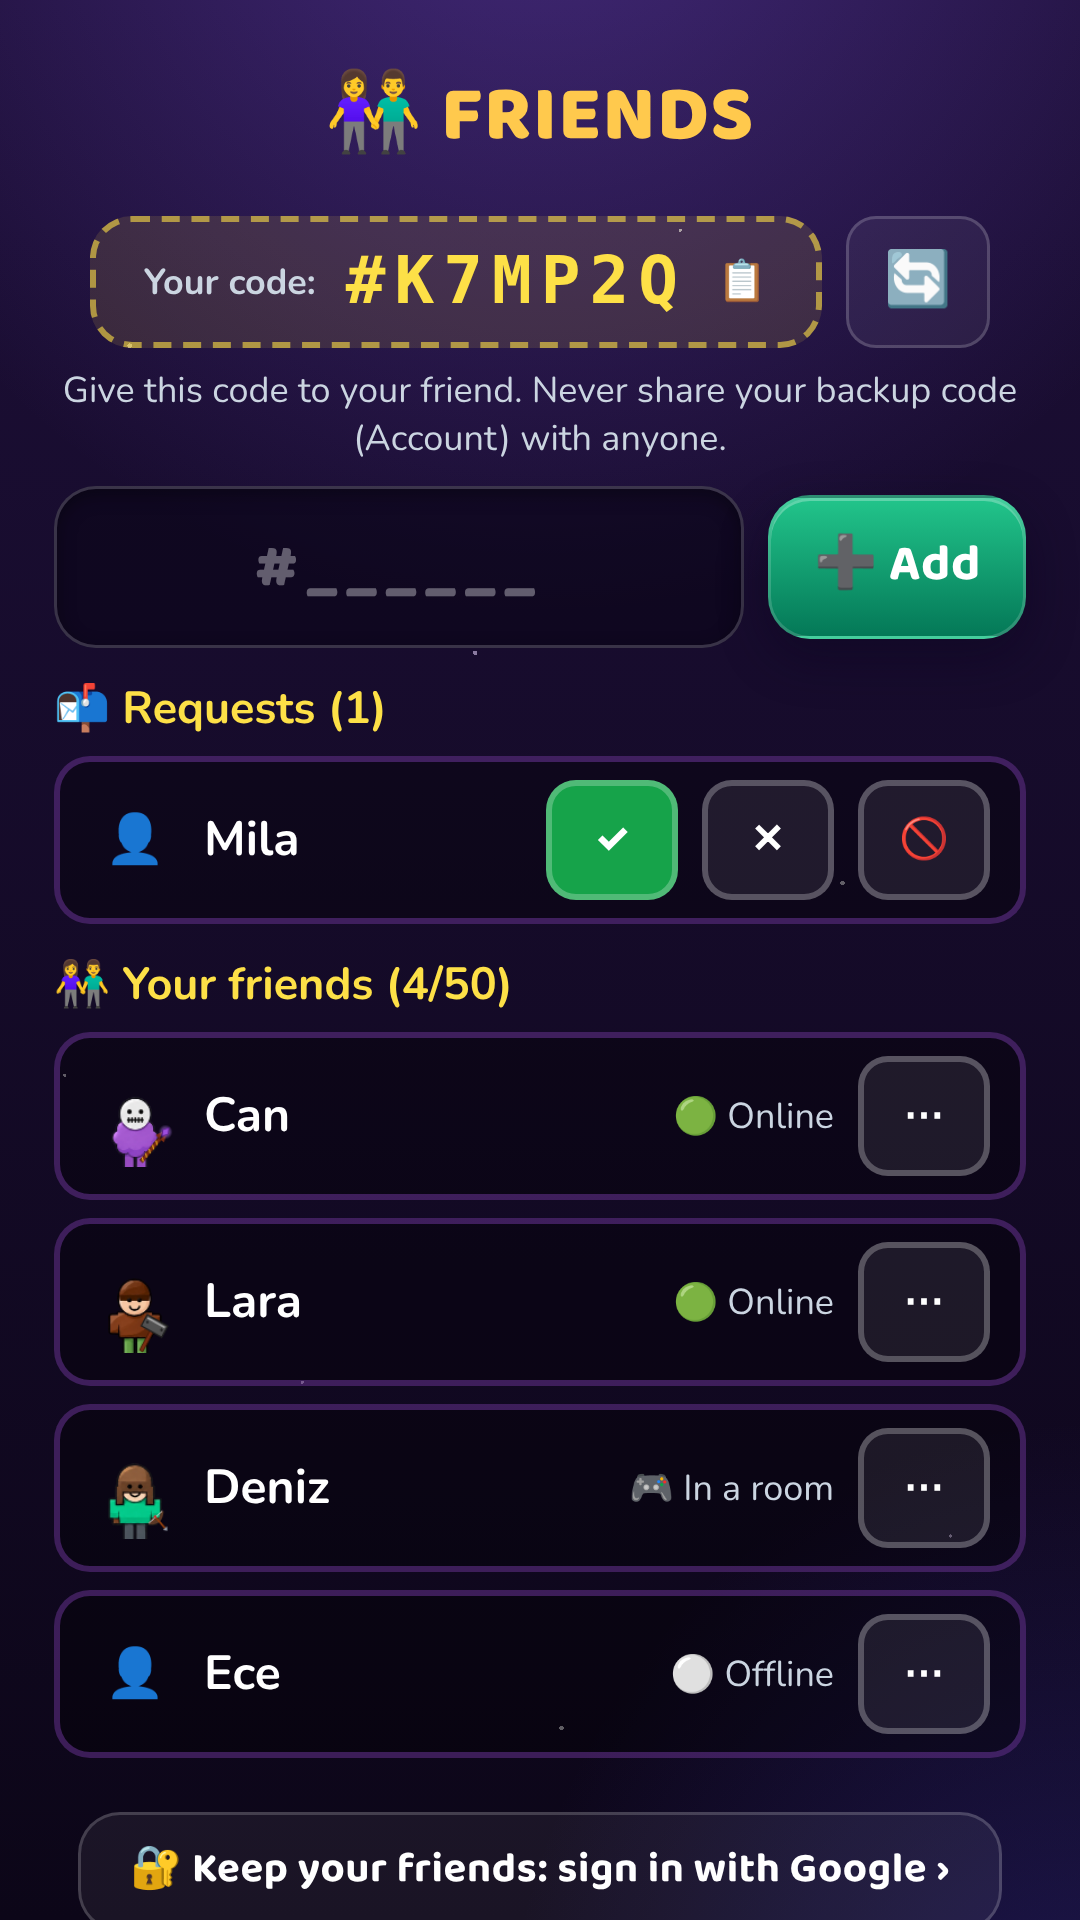 FRIENDS
Your code: #K7MP2Q
Give this code to your friend. Never share your backup code
(Account) with anyone.
#______
Add
Requests (1)
Mila
Your friends (4/50)
Can
Online
Lara
Online
Deniz
In a room
Ece
Offline
Keep your friends: sign in with Google ›